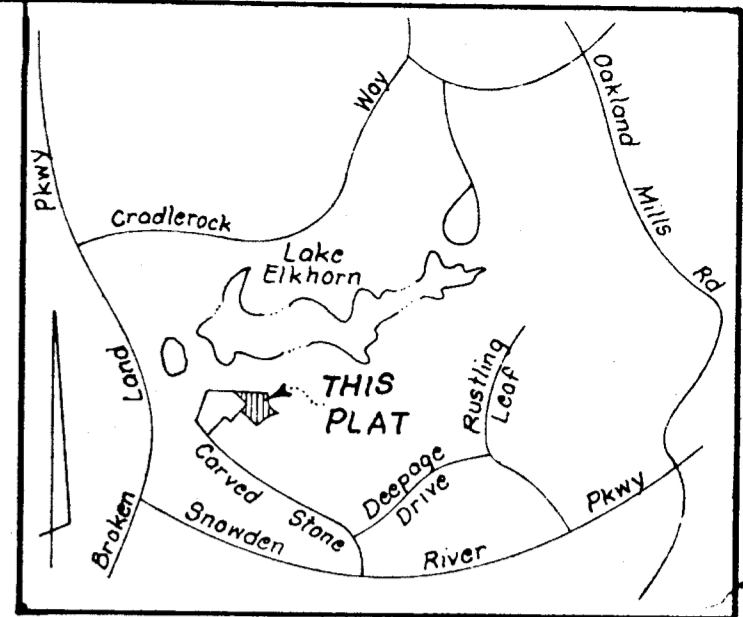 Pkwy
Way
Oakland
Mills
Rd
Cradlerock
Lake
Elkhorn
Land
THIS
PLAT
Rustling
Leaf
Carved
Stone
Deepage
Drive
Pkwy
Broken
Snowden
River